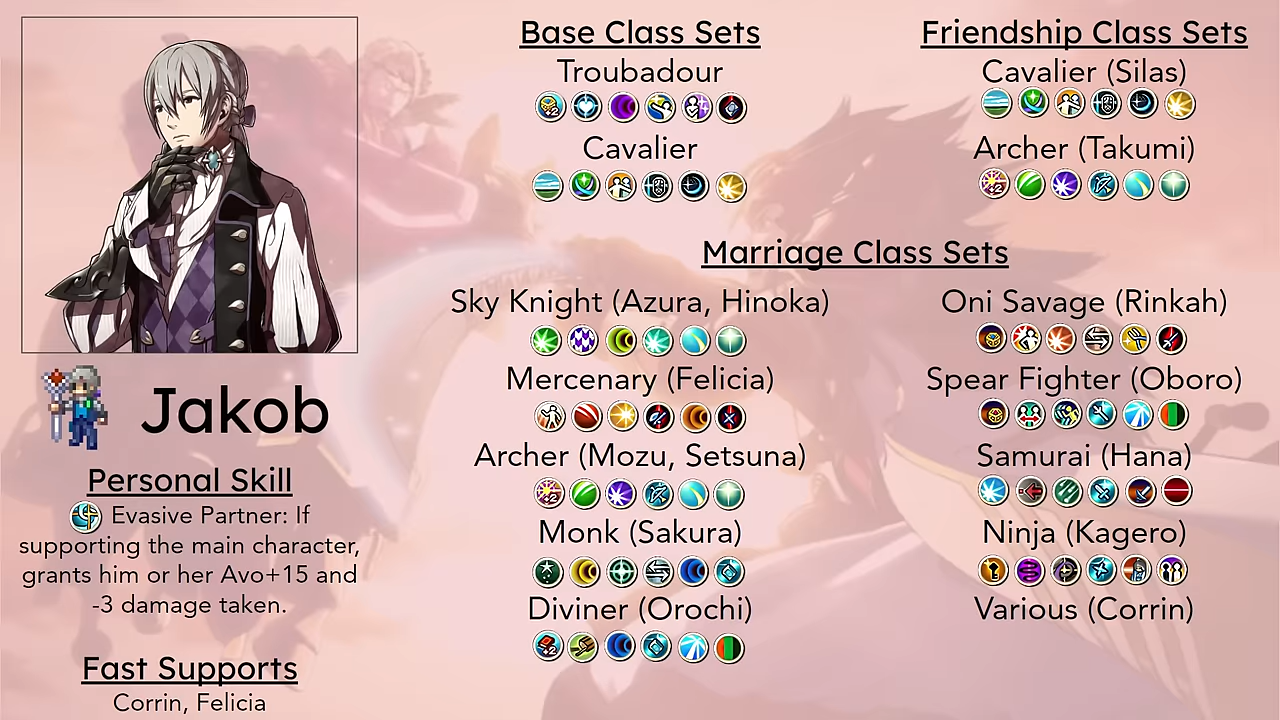 Jakob
Personal Skill
Evasive Partner: If
supporting the main character,
grants him or her Avo+15 and
-3 damage taken.
Fast Supports
Corrin, Felicia
Base Class Sets
Troubadour
Cavalier
Friendship Class Sets
Cavalier (Silas)
Archer (Takumi)
Marriage Class Sets
Sky Knight (Azura, Hinoka)
Mercenary (Felicia)
Archer (Mozu, Setsuna)
Monk (Sakura)
Diviner (Orochi)
Oni Savage (Rinkah)
Spear Fighter (Oboro)
Samurai (Hana)
Ninja (Kagero)
Various (Corrin)